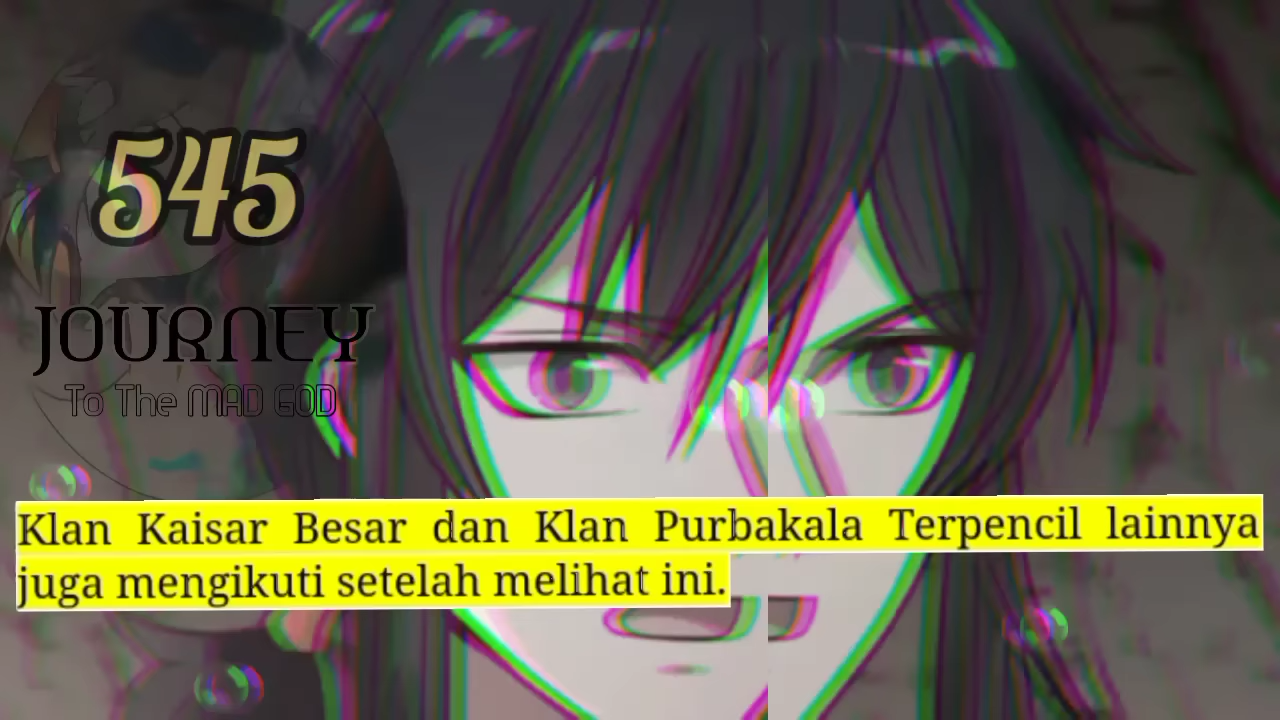 545
JOURNEY
To The MAD GOD
Klan Kaisar Besar dan Klan Purbakala Terpencil lainnya
juga mengikuti setelah melihat ini.